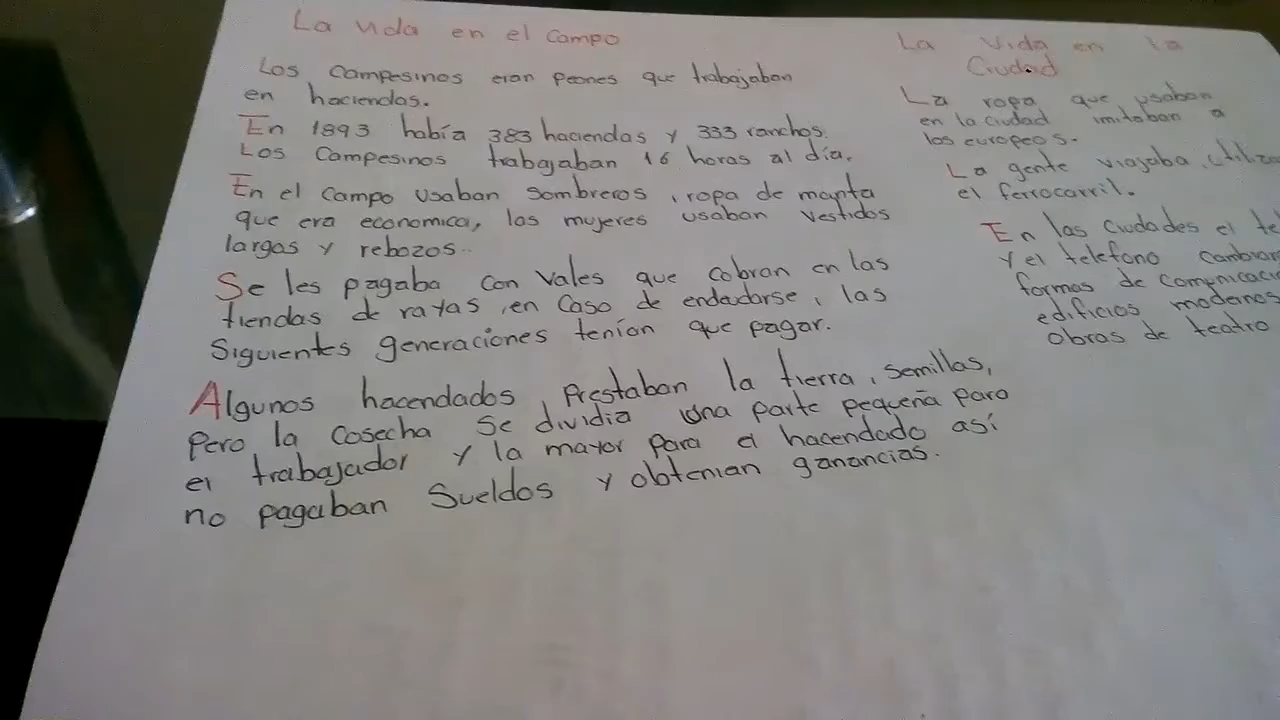 La vida en el Campo
Los Campesinos eran peones que trabajaban
en haciendas.
En 1893 había 383 haciendas y 333 ranchos.
Los Campesinos trabajaban 16 horas al día.
En el Campo usaban sombreros, ropa de manta
que era economica, las mujeres usaban vestidos
largas y rebozos..
Se les pagaba con vales que cobran en las
tiendas de rayas, en Caso de endeudarse, las
Siguientes generaciones tenían que pagar.
Algunos hacendados, Prestaban la tierra, semillas,
Pero la Cosecha Se dividia una parte pequeña para
el trabajador y la mayor para el hacendado así
no pagaban Sueldos y obtenian ganancias.
La Vida en la
Ciudad
La ropa que usaban
en la ciudad imitaban a
los europeos.
La gente viajaba,
el ferrocarril.
En las Ciudades el
y el telefono
formas de
edificios modernos
obras de teatro